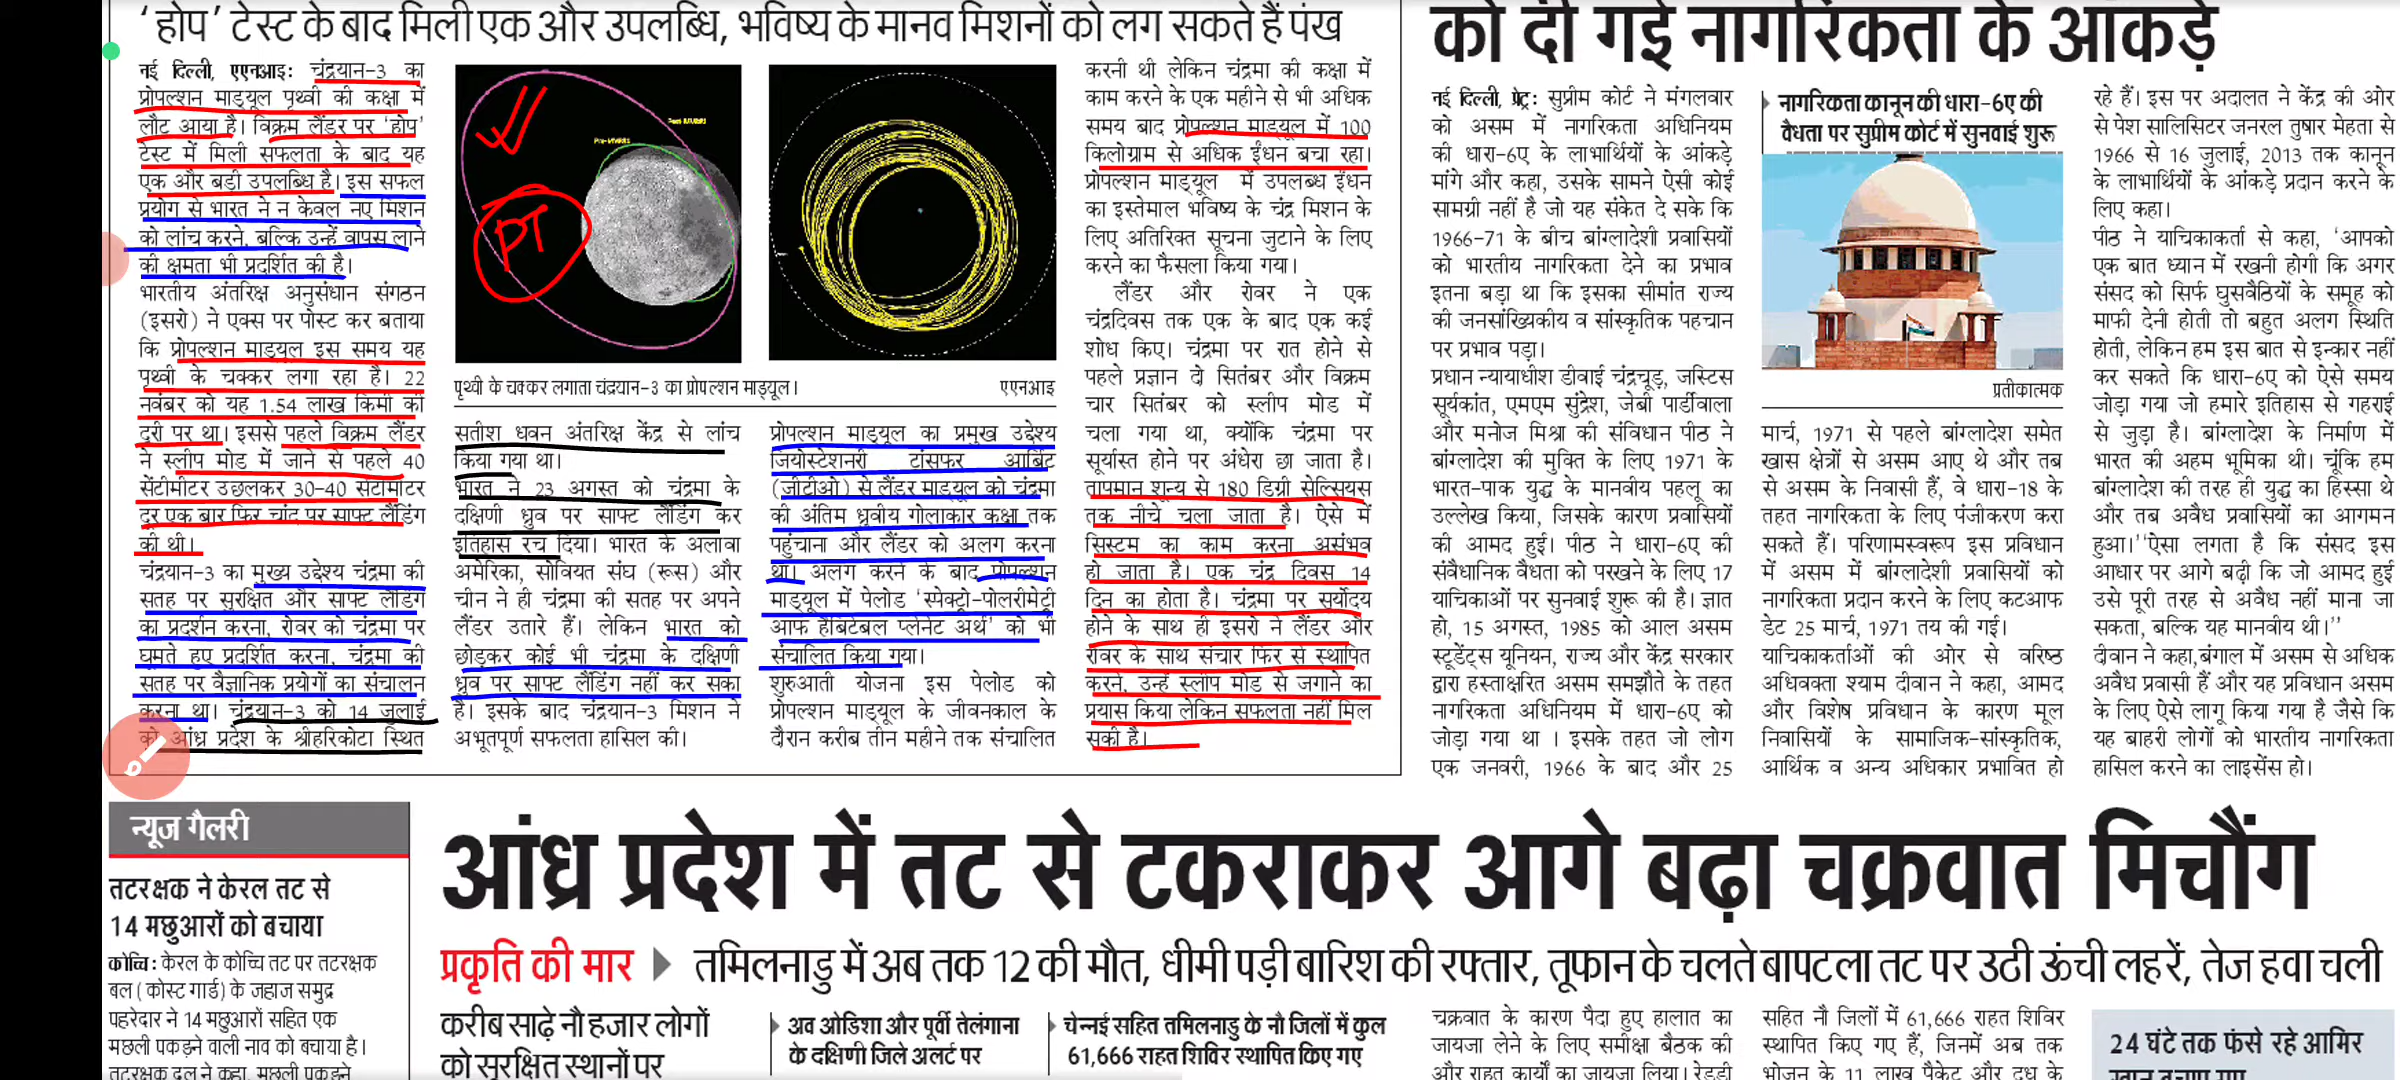 'होप' टेस्ट के बाद मिली एक और उपलब्धि, भविष्य के मानव मिशनों को लग सकते हैं पंख
नई दिल्ली, एएनआइ: चंद्रयान-3 का
प्रोपल्शन माड्यूल पृथ्वी की कक्षा में
लौट आया है। विक्रम लैंडर पर 'होप'
टेस्ट में मिली सफलता के बाद यह
एक और बड़ी उपलब्धि है। इस सफल
प्रयोग से भारत ने न केवल नए मिशन
को लांच करने, बल्कि उन्हें वापस लाने
की क्षमता भी प्रदर्शित की है।
भारतीय अंतरिक्ष अनुसंधान संगठन
(इसरो) ने एक्स पर पोस्ट कर बताया
कि प्रोपल्शन माड्यूल इस समय यह
पृथ्वी के चक्कर लगा रहा है। 22
नवंबर को यह 1.54 लाख किमी की
दूरी पर था। इससे पहले विक्रम लैंडर
ने स्लीप मोड में जाने से पहले 40
सेंटीमीटर उछलकर 30-40 सेंटीमीटर
दूर एक बार फिर चांद पर साफ्ट लैंडिंग
की थी।
चंद्रयान-3 का मुख्य उद्देश्य चंद्रमा की
सतह पर सुरक्षित और साफ्ट लैंडिंग
का प्रदर्शन करना, रोवर को चंद्रमा पर
घूमते हुए प्रदर्शित करना, चंद्रमा की
सतह पर वैज्ञानिक प्रयोगों का संचालन
करना था। चंद्रयान-3 को 14 जुलाई
को आंध्र प्रदेश के श्रीहरिकोटा स्थित
PT
पृथ्वी के चक्कर लगाता चंद्रयान-3 का प्रोपल्शन माड्यूल। एएनआइ
सतीश धवन अंतरिक्ष केंद्र से लांच
किया गया था।
भारत ने 23 अगस्त को चंद्रमा के
दक्षिणी ध्रुव पर साफ्ट लैंडिंग कर
इतिहास रच दिया। भारत के अलावा
अमेरिका, सोवियत संघ (रूस) और
चीन ने ही चंद्रमा की सतह पर अपने
लैंडर उतारे हैं। लेकिन भारत को
छोड़कर कोई भी चंद्रमा के दक्षिणी
ध्रुव पर साफ्ट लैंडिंग नहीं कर सका
है। इसके बाद चंद्रयान-3 मिशन ने
अभूतपूर्ण सफलता हासिल की।
प्रोपल्शन माड्यूल का प्रमुख उद्देश्य
जियोस्टेशनरी ट्रांसफर आर्बिट
(जीटीओ) से लैंडर माड्यूल को चंद्रमा
की अंतिम ध्रुवीय गोलाकार कक्षा तक
पहुंचाना और लैंडर को अलग करना
था। अलग करने के बाद प्रोपल्शन
माड्यूल में पेलोड 'स्पेक्ट्रो-पोलरीमेट्री
आफ हैबिटेबल प्लेनेट अर्थ' को भी
संचालित किया गया।
शुरुआती योजना इस पेलोड को
प्रोपल्शन माड्यूल के जीवनकाल के
दौरान करीब तीन महीने तक संचालित
करनी थी लेकिन चंद्रमा की कक्षा में
काम करने के एक महीने से भी अधिक
समय बाद प्रोपल्शन माड्यूल में 100
किलोग्राम से अधिक ईंधन बचा रहा।
प्रोपल्शन माड्यूल में उपलब्ध ईंधन
का इस्तेमाल भविष्य के चंद्र मिशन के
लिए अतिरिक्त सूचना जुटाने के लिए
करने का फैसला किया गया।
लैंडर और रोवर ने एक
चंद्रदिवस तक एक के बाद एक कई
शोध किए। चंद्रमा पर रात होने से
पहले प्रज्ञान दो सितंबर और विक्रम
चार सितंबर को स्लीप मोड में
चला गया था, क्योंकि चंद्रमा पर
सूर्यास्त होने पर अंधेरा छा जाता है।
तापमान शून्य से 180 डिग्री सेल्सियस
तक नीचे चला जाता है। ऐसे में
सिस्टम का काम करना असंभव
हो जाता है। एक चंद्र दिवस 14
दिन का होता है। चंद्रमा पर सूर्योदय
होने के साथ ही इसरो ने लैंडर और
रोवर के साथ संचार फिर से स्थापित
करने, उन्हें स्लीप मोड से जगाने का
प्रयास किया लेकिन सफलता नहीं मिल
सकी है।
को दी गई नागरिकता के आंकड़े
नई दिल्ली, प्रेट्र: सुप्रीम कोर्ट ने मंगलवार
को असम में नागरिकता अधिनियम
की धारा-6ए के लाभार्थियों के आंकड़े
मांगे और कहा, उसके सामने ऐसी कोई
सामग्री नहीं है जो यह संकेत दे सके कि
1966-71 के बीच बांग्लादेशी प्रवासियों
को भारतीय नागरिकता देने का प्रभाव
इतना बड़ा था कि इसका सीमांत राज्य
की जनसांख्यिकीय व सांस्कृतिक पहचान
पर प्रभाव पड़ा।
प्रधान न्यायाधीश डीवाई चंद्रचूड़, जस्टिस
सूर्यकांत, एमएम सुंद्रेश, जेबी पार्डीवाला
और मनोज मिश्रा की संविधान पीठ ने
बांग्लादेश की मुक्ति के लिए 1971 के
भारत-पाक युद्ध के मानवीय पहलू का
उल्लेख किया, जिसके कारण प्रवासियों
की आमद हुई। पीठ ने धारा-6ए की
संवैधानिक वैधता को परखने के लिए 17
याचिकाओं पर सुनवाई शुरू की है। ज्ञात
हो, 15 अगस्त, 1985 को आल असम
स्टूडेंट्स यूनियन, राज्य और केंद्र सरकार
द्वारा हस्ताक्षरित असम समझौते के तहत
नागरिकता अधिनियम में धारा-6ए को
जोड़ा गया था । इसके तहत जो लोग
एक जनवरी, 1966 के बाद और 25
नागरिकता कानून की धारा-6ए की
वैधता पर सुप्रीम कोर्ट में सुनवाई शुरू
प्रतीकात्मक
मार्च, 1971 से पहले बांग्लादेश समेत
खास क्षेत्रों से असम आए थे और तब
से असम के निवासी हैं, वे धारा-18 के
तहत नागरिकता के लिए पंजीकरण करा
सकते हैं। परिणामस्वरूप इस प्रविधान
में असम में बांग्लादेशी प्रवासियों को
नागरिकता प्रदान करने के लिए कटआफ
डेट 25 मार्च, 1971 तय की गई।
याचिकाकर्ताओं की ओर से वरिष्ठ
अधिवक्ता श्याम दीवान ने कहा, आमद
और विशेष प्रविधान के कारण मूल
निवासियों के सामाजिक-सांस्कृतिक,
आर्थिक व अन्य अधिकार प्रभावित हो
रहे हैं। इस पर अदालत ने केंद्र की ओर
से पेश सालिसिटर जनरल तुषार मेहता से
1966 से 16 जुलाई, 2013 तक कानून
के लाभार्थियों के आंकड़े प्रदान करने के
लिए कहा।
पीठ ने याचिकाकर्ता से कहा, 'आपको
एक बात ध्यान में रखनी होगी कि अगर
संसद को सिर्फ घुसपैठियों के समूह को
माफी देनी होती तो बहुत अलग स्थिति
होती, लेकिन हम इस बात से इन्कार नहीं
कर सकते कि धारा-6ए को ऐसे समय
जोड़ा गया जो हमारे इतिहास से गहराई
से जुड़ा है। बांग्लादेश के निर्माण में
भारत की अहम भूमिका थी। चूंकि हम
बांग्लादेश की तरह ही युद्ध का हिस्सा थे
और तब अवैध प्रवासियों का आगमन
हुआ।''ऐसा लगता है कि संसद इस
आधार पर आगे बढ़ी कि जो आमद हुई
उसे पूरी तरह से अवैध नहीं माना जा
सकता, बल्कि यह मानवीय थी।''
दीवान ने कहा,बंगाल में असम से अधिक
अवैध प्रवासी हैं और यह प्रविधान असम
के लिए ऐसे लागू किया गया है जैसे कि
यह बाहरी लोगों को भारतीय नागरिकता
हासिल करने का लाइसेंस हो।
न्यूज गैलरी
तटरक्षक ने केरल तट से
14 मछुआरों को बचाया
कोच्चि: केरल के कोच्चि तट पर तटरक्षक
बल (कोस्ट गार्ड) के जहाज समुद्र
पहरेदार ने 14 मछुआरों सहित एक
मछली पकड़ने वाली नाव को बचाया है।
तटरक्षक दल ने कहा, मछली पकड़ने
आंध्र प्रदेश में तट से टकराकर आगे बढ़ा चक्रवात मिचौंग
प्रकृति की मार तमिलनाडु में अब तक 12 की मौत, धीमी पड़ी बारिश की रफ्तार, तूफान के चलते बापटला तट पर उठी ऊंची लहरें, तेज हवा चली
करीब साढ़े नौ हजार लोगों
को सुरक्षित स्थानों पर
अब ओडिशा और पूर्वी तेलंगाना
के दक्षिणी जिले अलर्ट पर
चेन्नई सहित तमिलनाडु के नौ जिलों में कुल
61,666 राहत शिविर स्थापित किए गए
चक्रवात के कारण पैदा हुए हालात का
जायजा लेने के लिए समीक्षा बैठक की
और राहत कार्यों का जायजा लिया। रेड्डी
सहित नौ जिलों में 61,666 राहत शिविर
स्थापित किए गए हैं, जिनमें अब तक
भोजन के 11 लाख पैकेट और दूध के
24 घंटे तक फंसे रहे आमिर